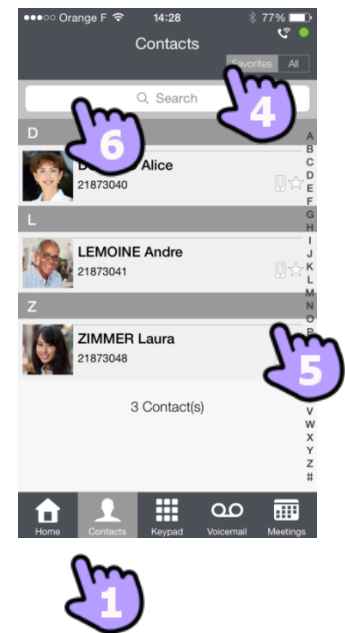 Orange F 14:28 77%
Contacts
Favorites All
Search
4
6
D
Alice
21873040
L
LEMOINE Andre
21873041
Z
ZIMMER Laura
21873048
5
3 Contact(s)
A
B
C
D
E
F
G
H
I
J
K
L
M
N
O
P
V
W
X
Y
Z
#
Home Contacts Keypad Voicemail Meetings
1